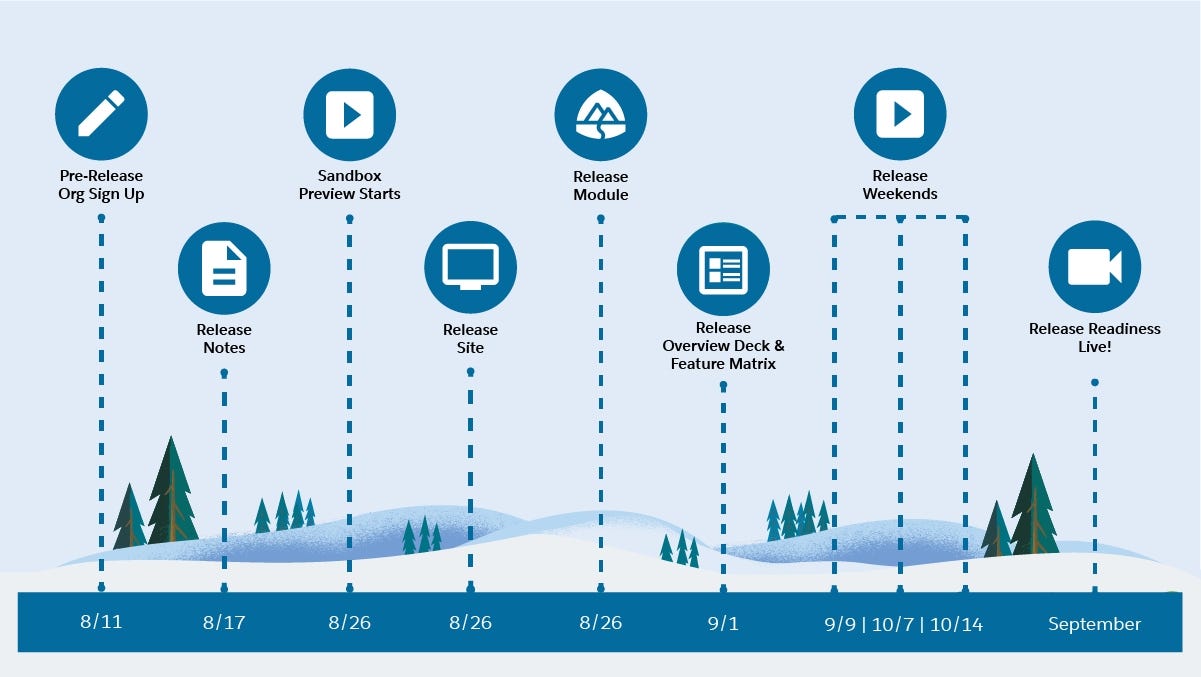 Pre-Release
Org Sign Up
Sandbox
Preview Starts
Release
Module
Release
Weekends
Release
Notes
Release
Site
Release
Overview Deck &
Feature Matrix
Release Readiness
Live!
8/11
8/17
8/26
8/26
8/26
9/1
9/9 | 10/7 | 10/14
September